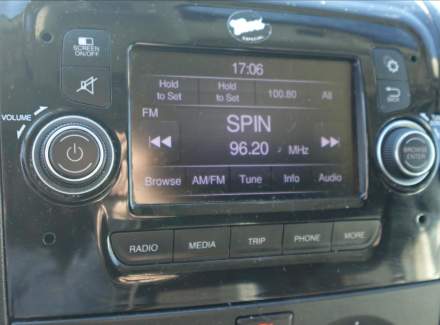 SCREEN
ON/OFF
17:06
Hold
to Set
Hold
to Set
100.80
All
VOLUME
FM
SPIN
96.20 MHz
BROWSE
ENTER
Browse
AM/FM
Tune
Info
Audio
RADIO
MEDIA
TRIP
PHONE
MORE